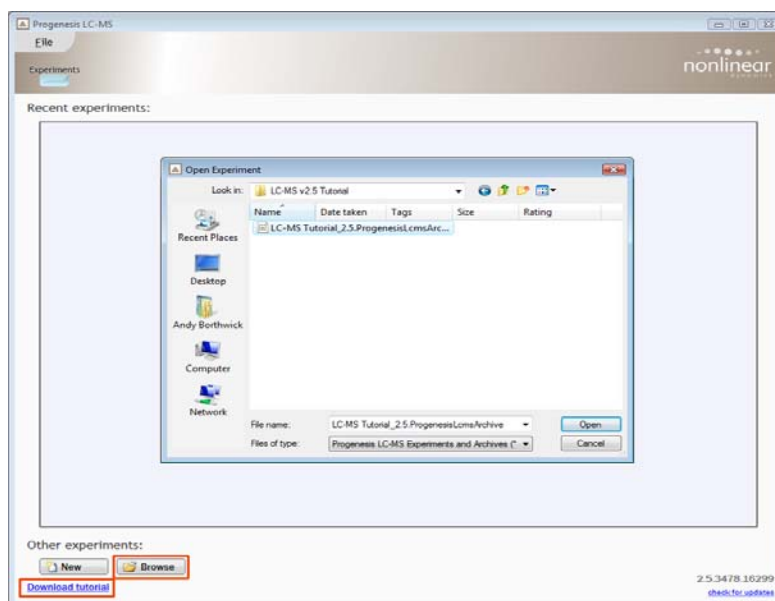 Progenesis LC-MS
File
Experiments
nonlinear
dynamics
Recent experiments:
Open Experiment
Look in: LC-MS v2.5 Tutorial
Name Date taken Tags Size Rating
LC-MS Tutorial_2.5.ProgenesisLcmsArc...
Recent Places
Desktop
Andy Borthwick
Computer
Network
File name: LC-MS Tutorial_2.5.ProgenesisLcmsArchive Open
Files of type: Progenesis LC-MS Experiments and Archives (* Cancel
Other experiments:
New Browse
Download tutorial
2.5.3478.16299
check for updates